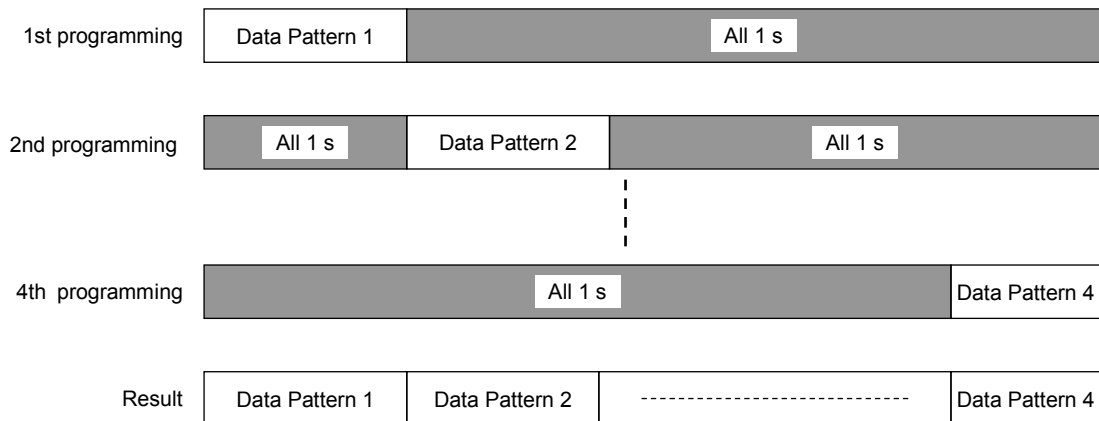 1st programming Data Pattern 1 All 1 s
2nd programming All 1 s Data Pattern 2 All 1 s
4th programming All 1 s Data Pattern 4
Result Data Pattern 1 Data Pattern 2 Data Pattern 4